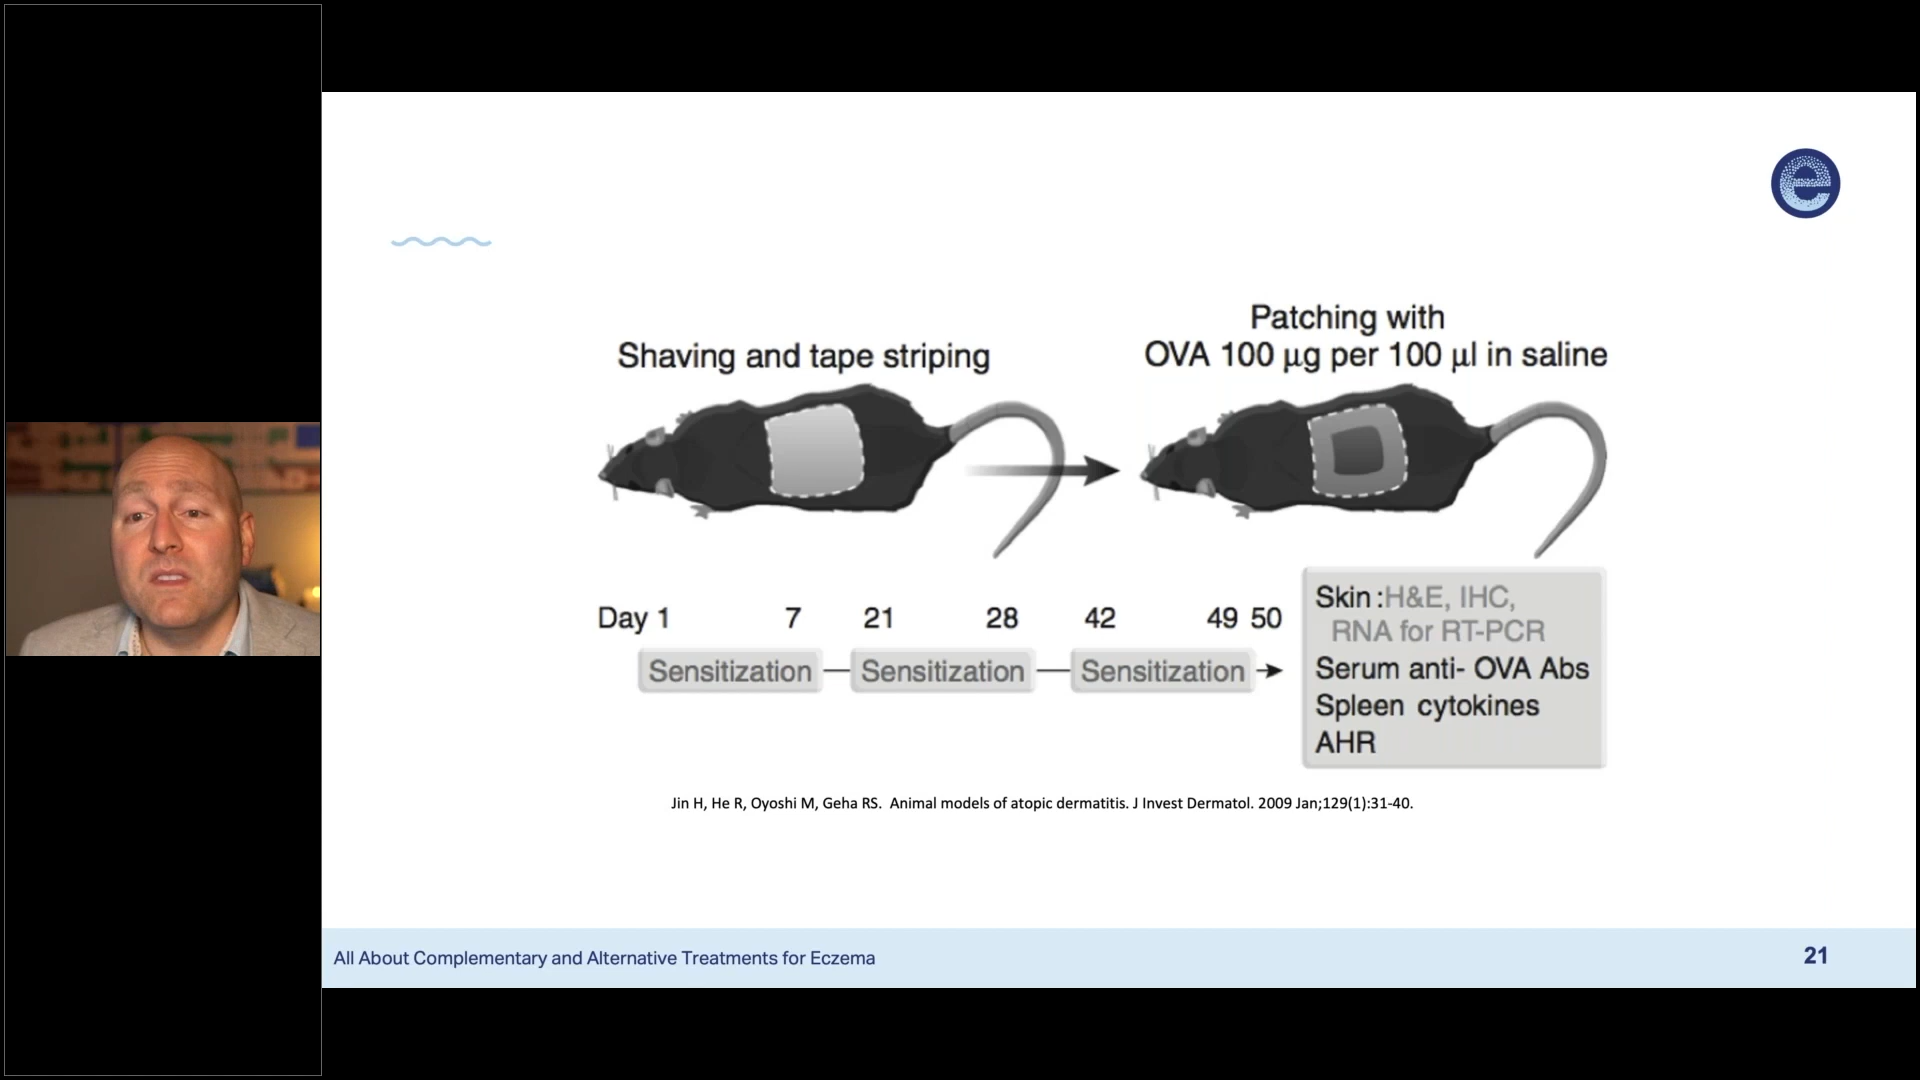 Shaving and tape striping
Patching with
OVA 100 µg per 100 µl in saline
Day 1 7 21 28 42 49 50
Sensitization Sensitization Sensitization
Skin :H&E, IHC,
RNA for RT-PCR
Serum anti- OVA Abs
Spleen cytokines
AHR
Jin H, He R, Oyoshi M, Geha RS. Animal models of atopic dermatitis. J Invest Dermatol. 2009 Jan;129(1):31-40.
All About Complementary and Alternative Treatments for Eczema
21